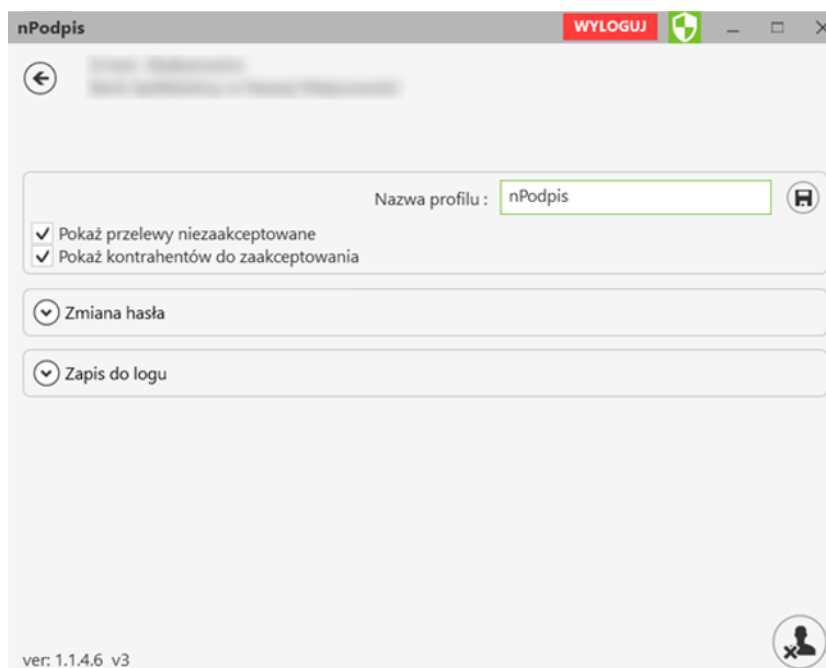 nPodpis WYLOGUJ
Nazwa profilu : nPodpis
Pokaż przelewy niezaakceptowane
Pokaż kontrahentów do zaakceptowania
Zmiana hasła
Zapis do logu
ver: 1.1.4.6 v3